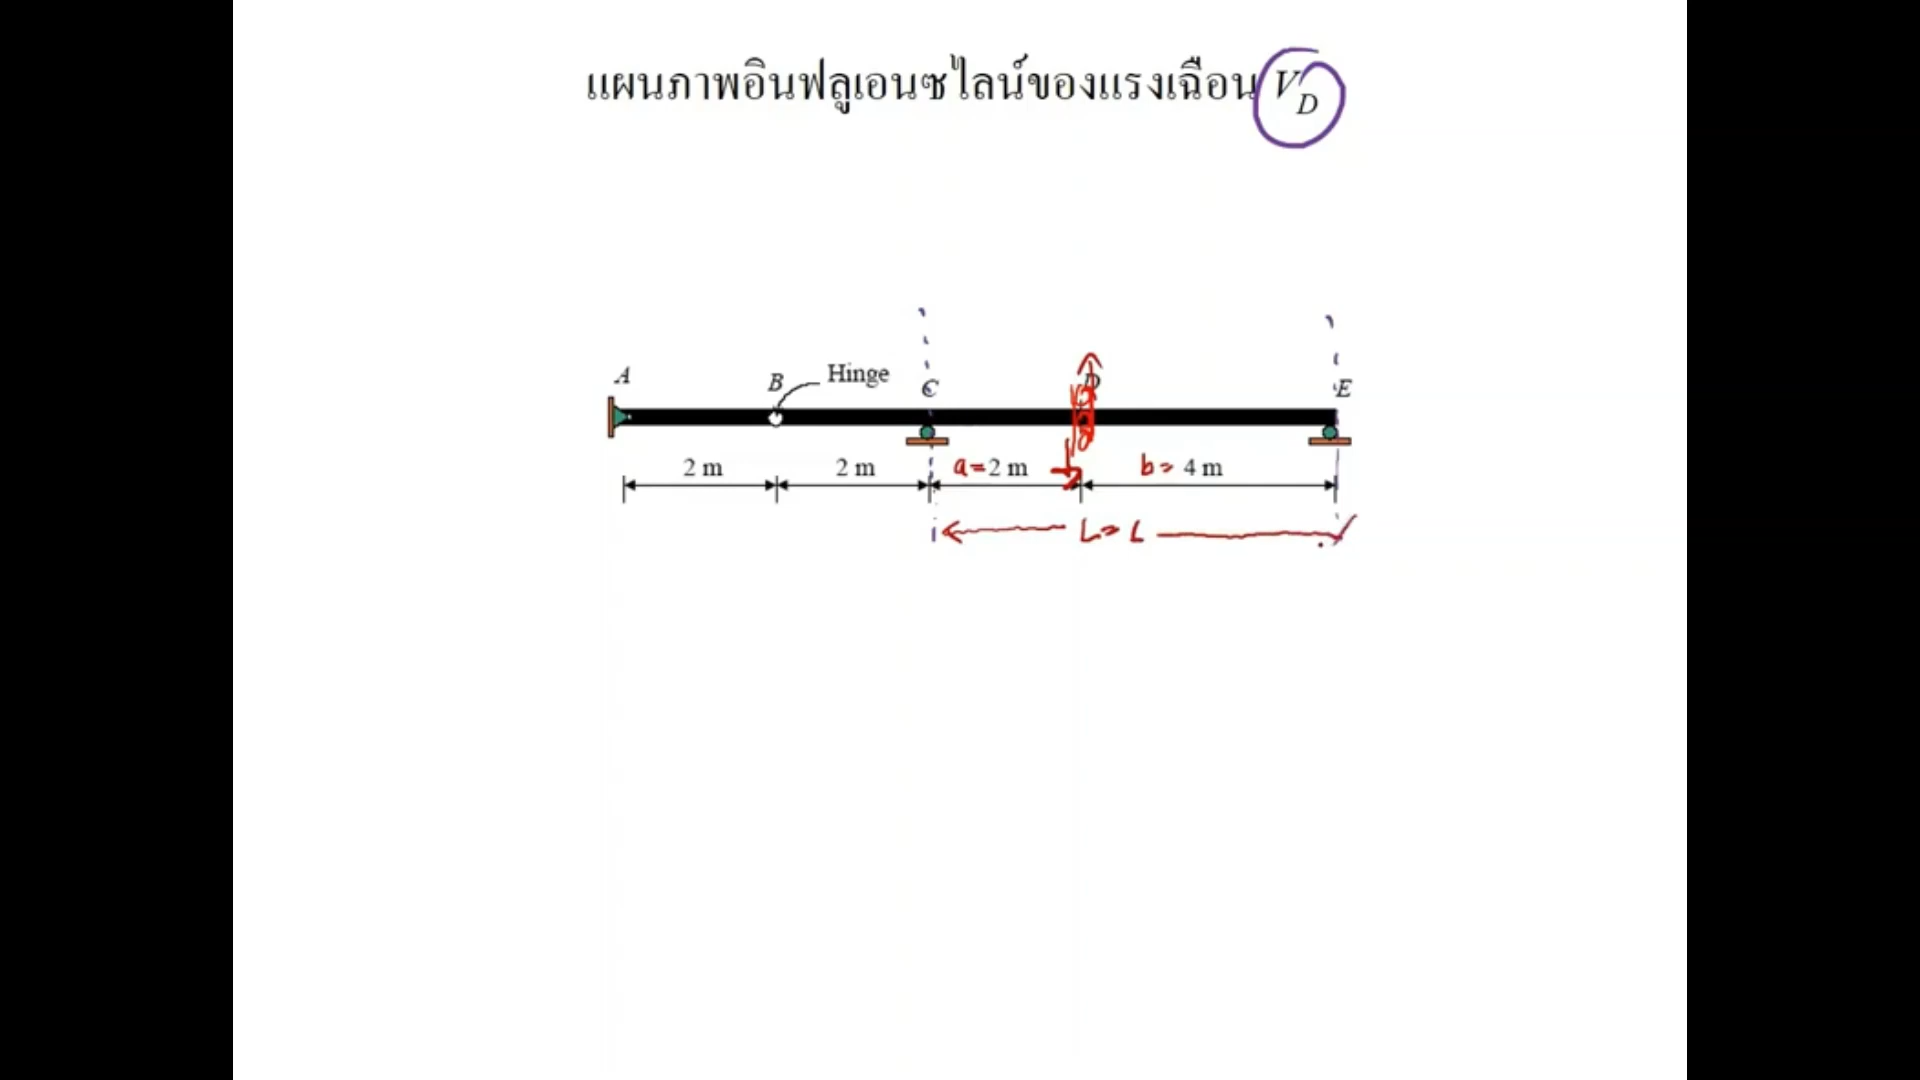 แผนภาพอินฟลูเอนซ์ไลน์ของแรงเฉือน V_D
A B Hinge C D E
2 m 2 m a=2 m b= 4 m
L= 6